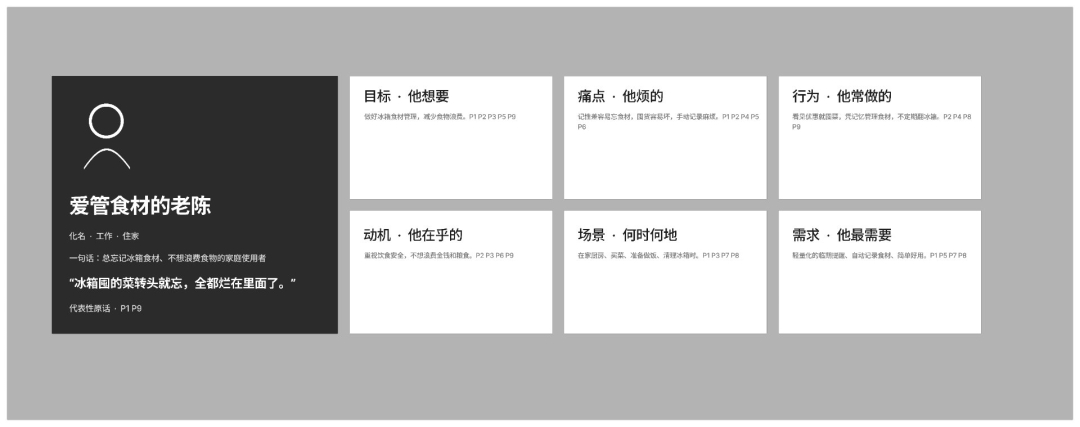 爱管食材的老陈
化名 · 工作 · 住家
一句话：总忘记冰箱食材、不想浪费食物的家庭使用者
“冰箱囤的菜转头就忘，全都烂在里面了。”
代表性原话 · P1 P9
目标 · 他想要
做好冰箱食材管理，减少食物浪费。P1 P2 P3 P5 P9
痛点 · 他烦的
记性差容易忘食材，囤货容易坏，手动记录麻烦。P1 P2 P4 P5
P6
行为 · 他常做的
看见优惠就囤菜，凭记忆管理食材，不定期翻冰箱。P2 P4 P8
P9
动机 · 他在乎的
重视饮食安全，不想浪费金钱和粮食。P2 P3 P6 P9
场景 · 何时何地
在家厨房、买菜、准备做饭、清理冰箱时。P1 P3 P7 P8
需求 · 他最需要
轻量化的临期提醒、自动记录食材、简单好用。P1 P5 P7 P8